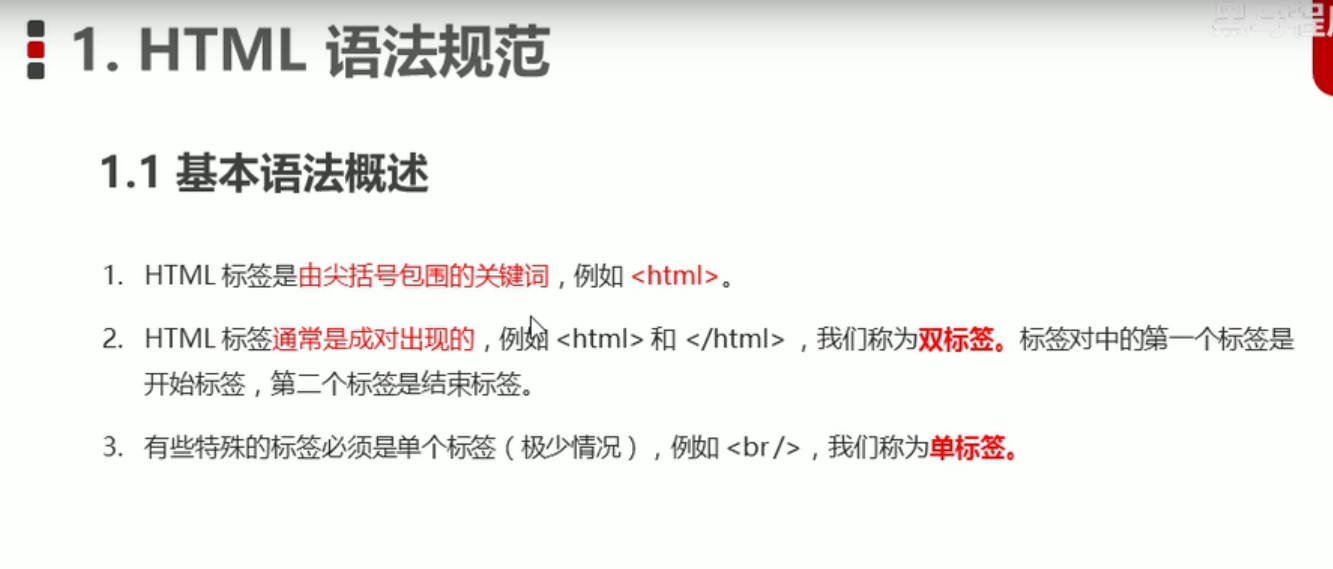 1. HTML 语法规范
1.1 基本语法概述
1. HTML 标签是由尖括号包围的关键词，例如 <html>。
2. HTML 标签通常是成对出现的，例如 <html> 和 </html> ，我们称为双标签。标签对中的第一个标签是
开始标签，第二个标签是结束标签。
3. 有些特殊的标签必须是单个标签（极少情况），例如 <br />，我们称为单标签。